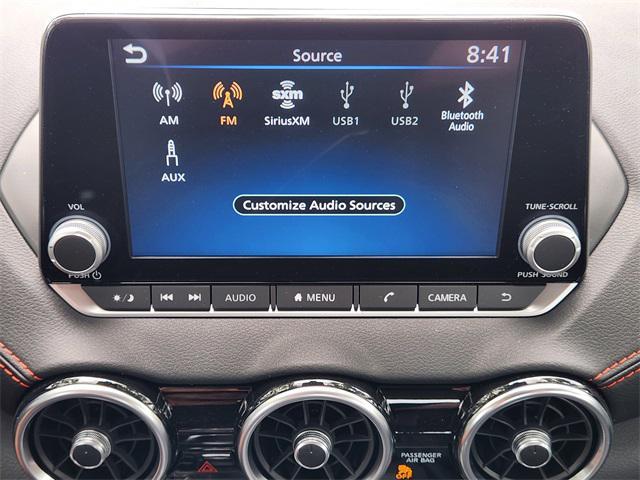 Source 8:41
AM FM sxm SiriusXM USB1 USB2 Bluetooth Audio
AUX
Customize Audio Sources
VOL
PUSH
TUNE·SCROLL
PUSH SOUND
AUDIO MENU CAMERA
PASSENGER
AIR BAG
OFF